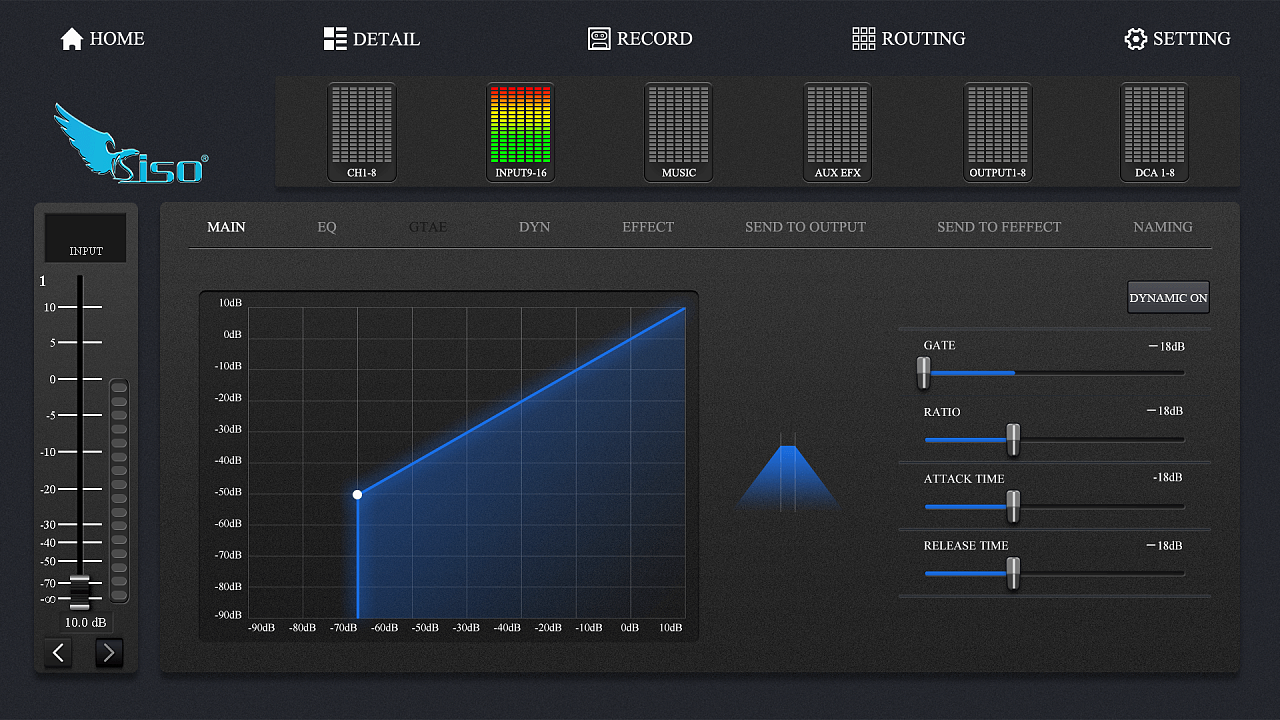 HOME DETAIL RECORD ROUTING SETTING
Siso®
CH1-8 INPUT9-16 MUSIC AUX EFX OUTPUT1-8 DCA 1-8
INPUT
1
10
5
0
-5
-10
-20
-30
-40
-50
-70
-∞
10.0 dB
MAIN EQ GTAE DYN EFFECT SEND TO OUTPUT SEND TO FEFFECT NAMING
10dB
0dB
-10dB
-20dB
-30dB
-40dB
-50dB
-60dB
-70dB
-80dB
-90dB
-90dB -80dB -70dB -60dB -50dB -30dB -40dB -20dB -10dB 0dB 10dB
DYNAMIC ON
GATE －18dB
RATIO －18dB
ATTACK TIME -18dB
RELEASE TIME －18dB